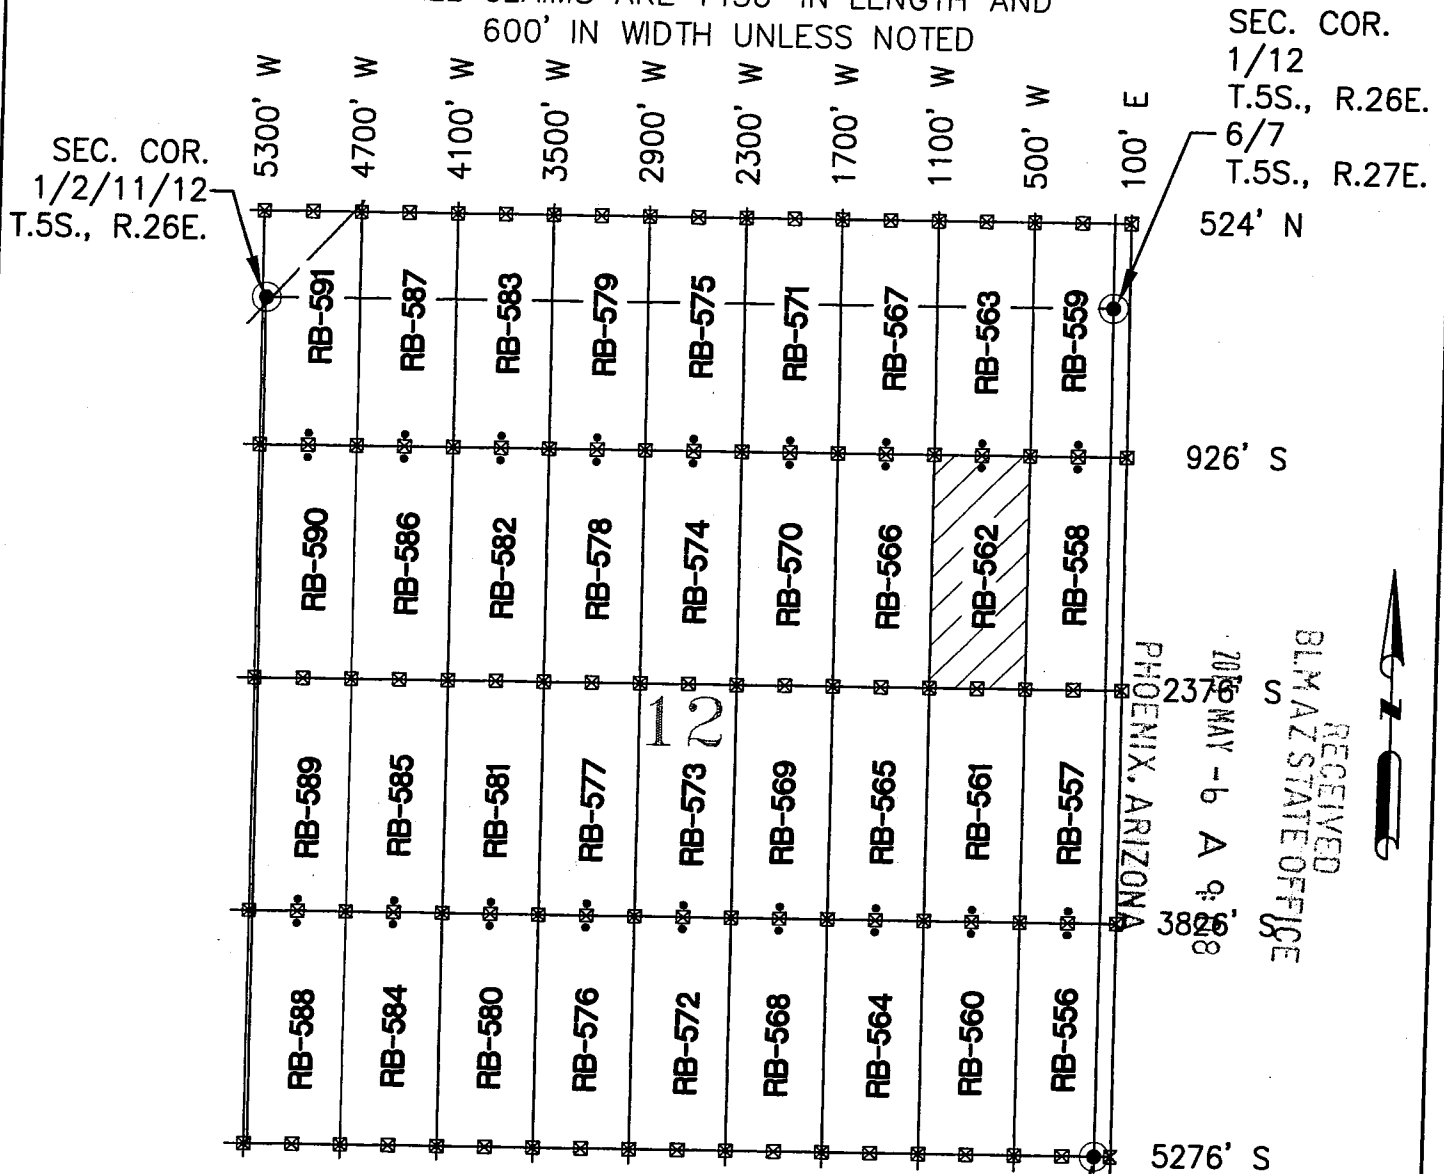 600' IN WIDTH UNLESS NOTED
SEC. COR.
1/12
T.5S., R.26E.
6/7
T.5S., R.27E.
SEC. COR.
1/2/11/12
T.5S., R.26E.
5300' W
4700' W
4100' W
3500' W
2900' W
2300' W
1700' W
1100' W
500' W
100' E
524' N
RB-591
RB-587
RB-583
RB-579
RB-575
RB-571
RB-567
RB-563
RB-559
926' S
RB-590
RB-586
RB-582
RB-578
RB-574
RB-570
RB-566
RB-562
RB-558
2376' S
12
RB-589
RB-585
RB-581
RB-577
RB-573
RB-569
RB-565
RB-561
RB-557
3826' S
RB-588
RB-584
RB-580
RB-576
RB-572
RB-568
RB-564
RB-560
RB-556
5276' S
N
RECEIVED
BLM AZ STATE OFFICE
MAY -6 A
PHOENIX, ARIZONA